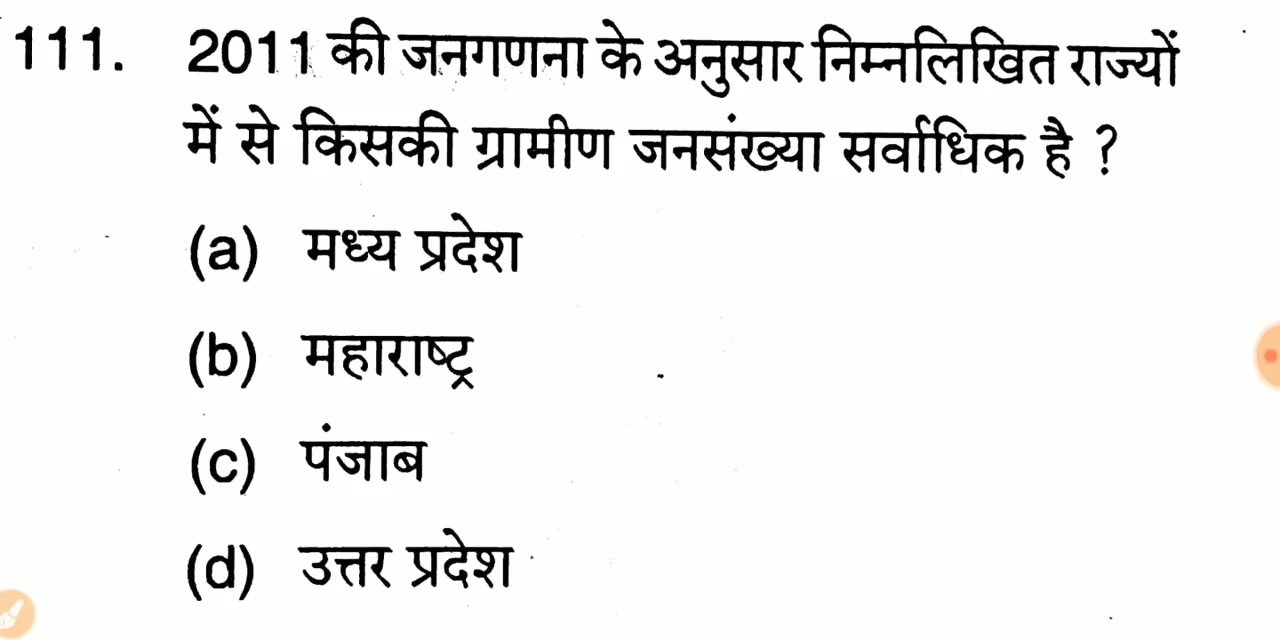 111. 2011 की जनगणना के अनुसार निम्नलिखित राज्यों
में से किसकी ग्रामीण जनसंख्या सर्वाधिक है ?
(a) मध्य प्रदेश
(b) महाराष्ट्र
(c) पंजाब
(d) उत्तर प्रदेश